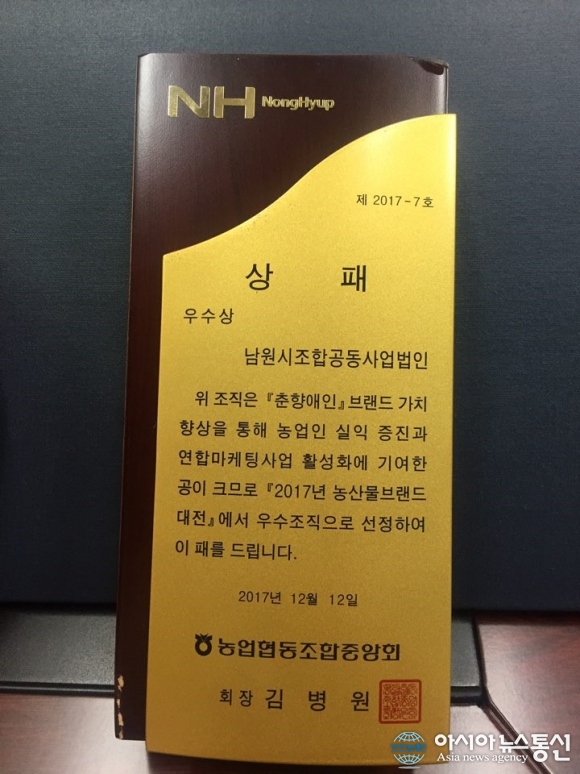 NH NongHyup
제 2017-7호
상 패
우수상
남원시조합공동사업법인
위 조직은 『춘향애인』브랜드 가치
향상을 통해 농업인 실익 증진과
연합마케팅사업 활성화에 기여한
공이 크므로 『2017년 농산물브랜드
대전』에서 우수조직으로 선정하여
이 패를 드립니다.
2017년 12월 12일
농업협동조합중앙회
회장 김 병 원
아시아뉴스통신
Asia news agency